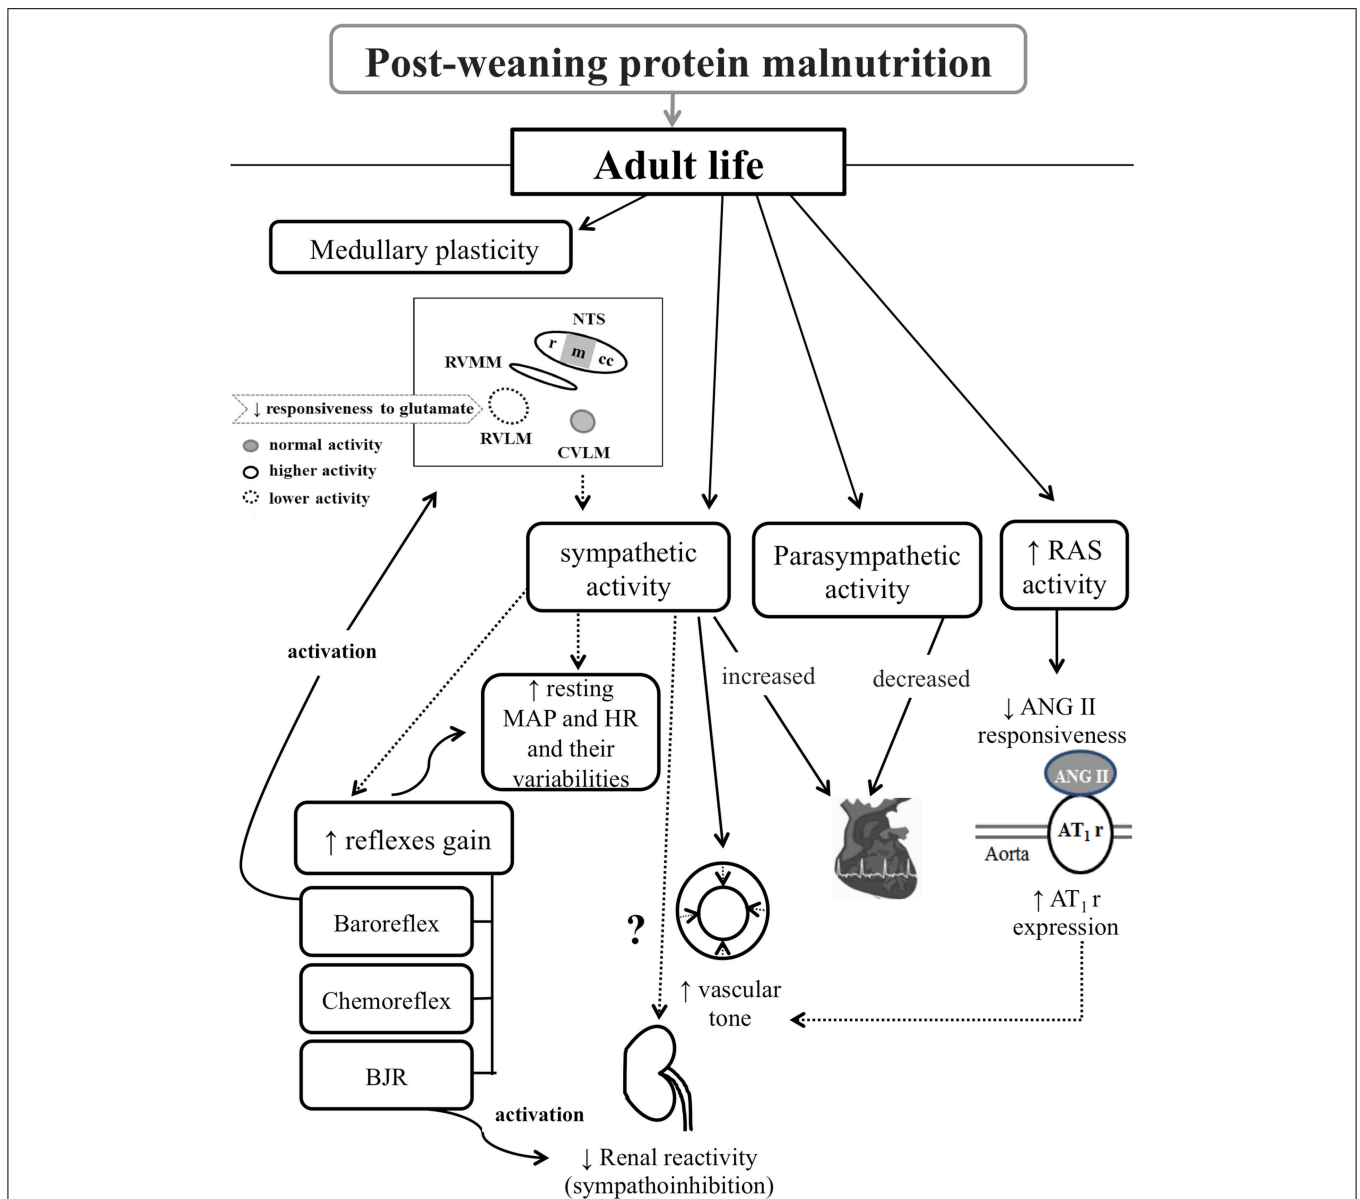 Post-weaning protein malnutrition
Adult life
Medullary plasticity
NTS
r
m
cc
RVMM
↓ responsiveness to glutamate
RVLM
CVLM
normal activity
higher activity
lower activity
sympathetic
activity
Parasympathetic
activity
↑ RAS
activity
activation
increased
decreased
↑ resting
MAP and HR
and their
variabilities
↓ ANG II
responsiveness
ANG II
AT1 r
Aorta
↑ AT1 r
expression
↑ reflexes gain
Baroreflex
Chemoreflex
BJR
?
↑ vascular
tone
activation
↓ Renal reactivity
(sympathoinhibition)